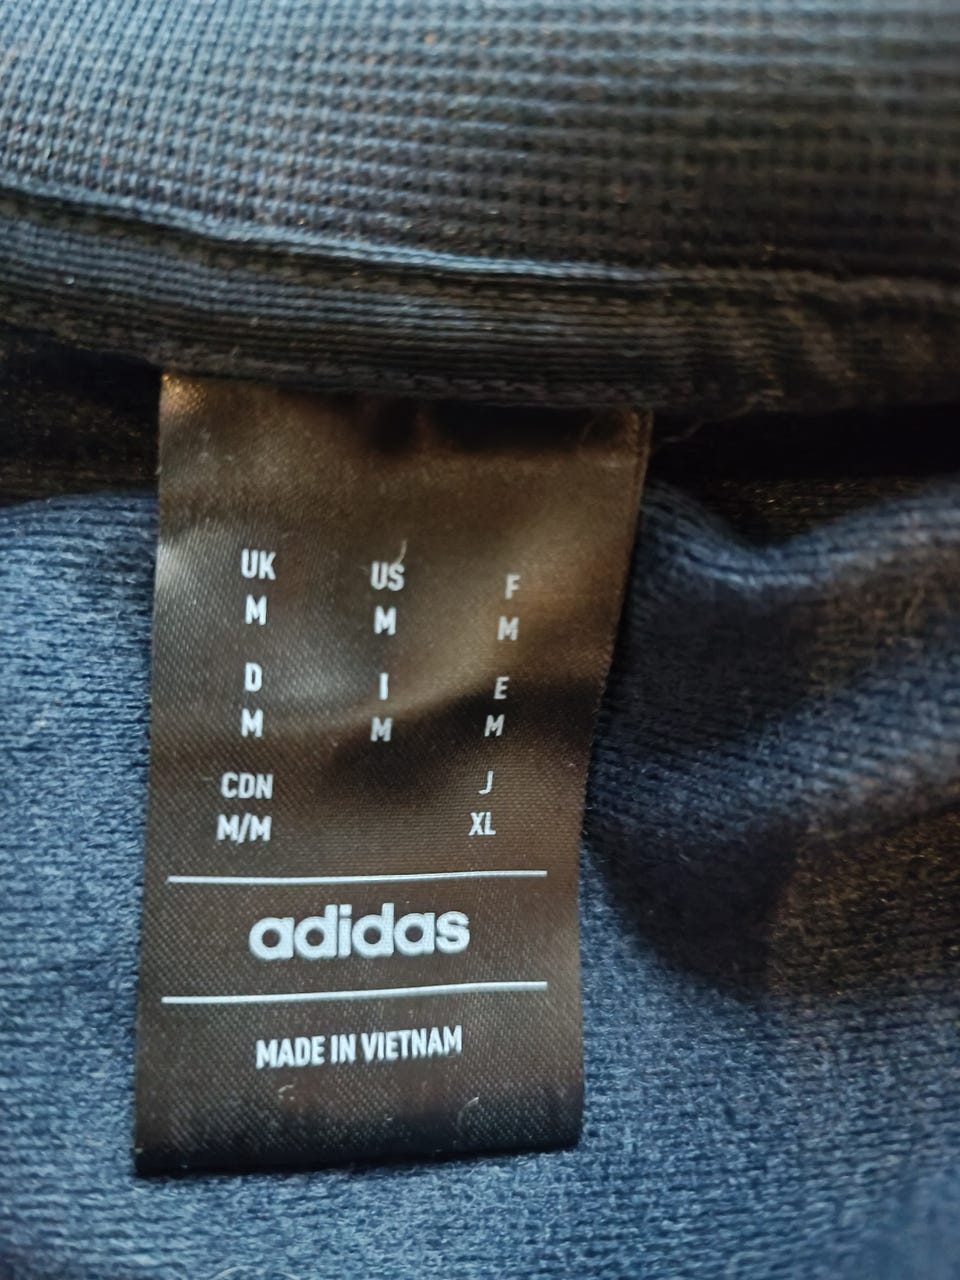 UK US F
M M M
D I E
M M M
CDN J
M/M XL
adidas
MADE IN VIETNAM